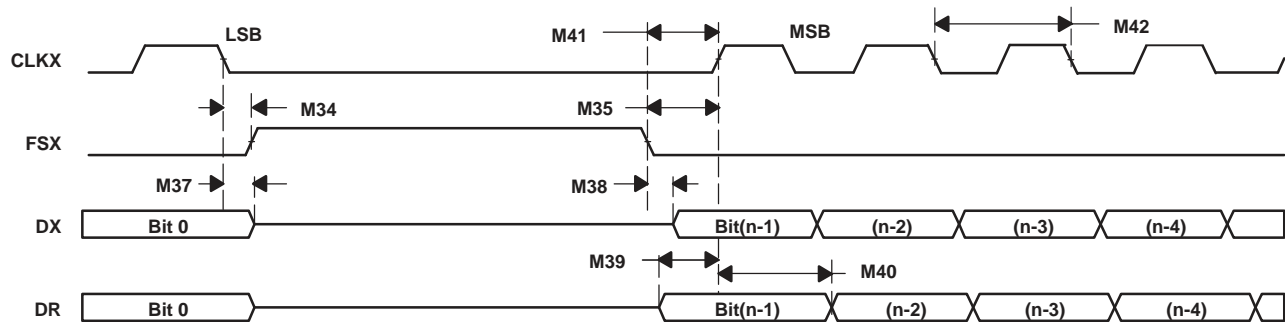 LSB M41 MSB M42
CLKX
M34 M35
FSX
M37 M38
DX Bit 0 Bit(n-1) (n-2) (n-3) (n-4)
M39 M40
DR Bit 0 Bit(n-1) (n-2) (n-3) (n-4)